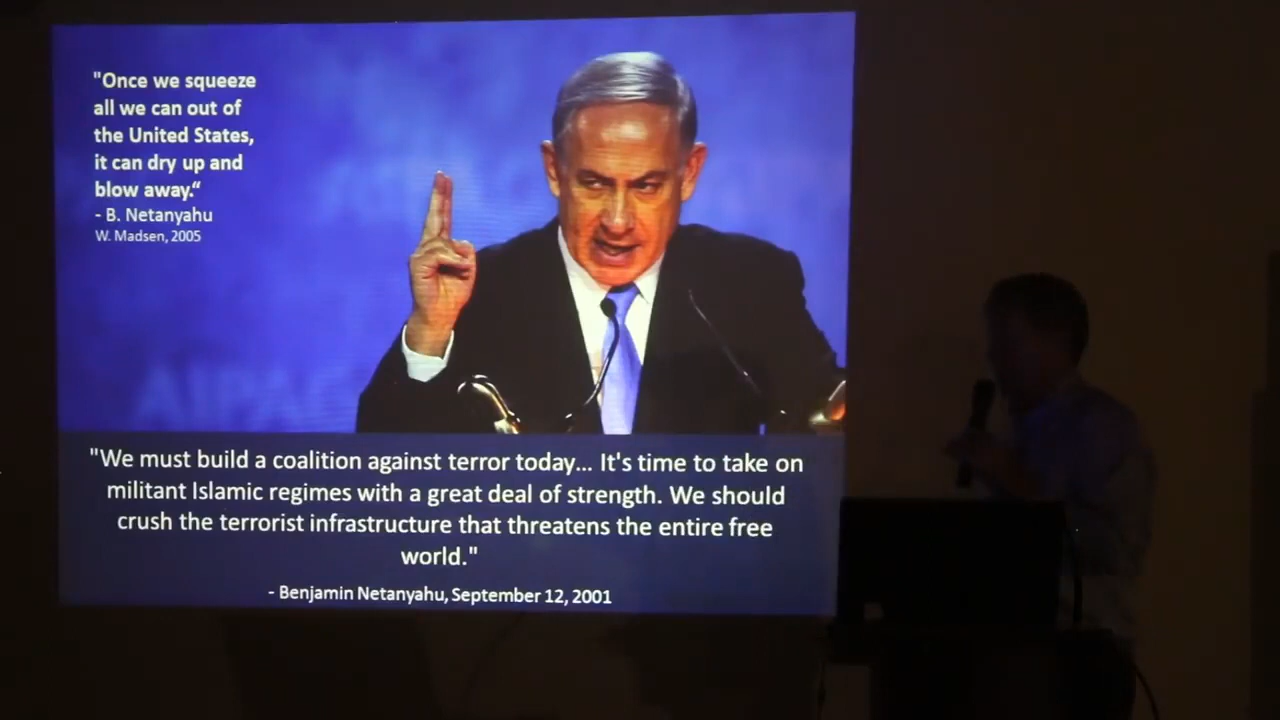 "Once we squeeze
all we can out of
the United States,
it can dry up and
blow away.“
- B. Netanyahu
W. Madsen, 2005
AIPAC
"We must build a coalition against terror today... It's time to take on
militant Islamic regimes with a great deal of strength. We should
crush the terrorist infrastructure that threatens the entire free
world."
- Benjamin Netanyahu, September 12, 2001